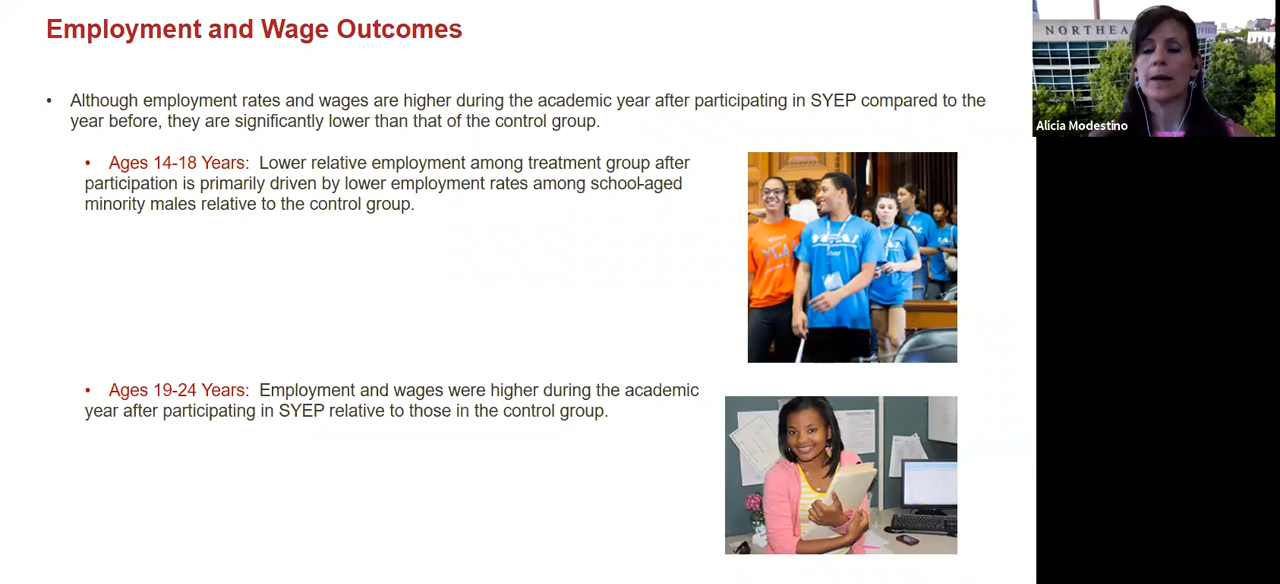 Employment and Wage Outcomes
• Although employment rates and wages are higher during the academic year after participating in SYEP compared to the
year before, they are significantly lower than that of the control group.
• Ages 14-18 Years: Lower relative employment among treatment group after
participation is primarily driven by lower employment rates among school-aged
minority males relative to the control group.
• Ages 19-24 Years: Employment and wages were higher during the academic
year after participating in SYEP relative to those in the control group.
NORTHEA
Alicia Modestino